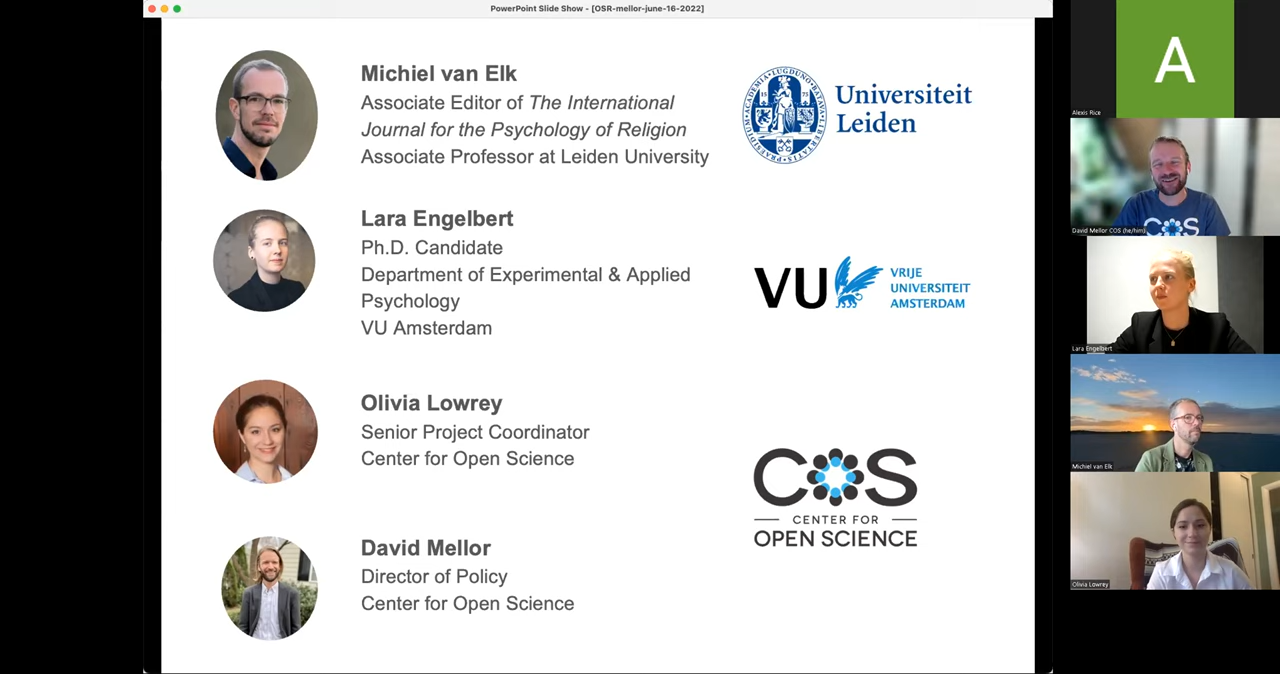 PowerPoint Slide Show - [OSR-mellor-june-16-2022]
Michiel van Elk
Associate Editor of The International
Journal for the Psychology of Religion
Associate Professor at Leiden University
Universiteit
Leiden
Lara Engelbert
Ph.D. Candidate
Department of Experimental & Applied
Psychology
VU Amsterdam
VU
VRIJE
UNIVERSITEIT
AMSTERDAM
Olivia Lowrey
Senior Project Coordinator
Center for Open Science
COS
CENTER FOR
OPEN SCIENCE
David Mellor
Director of Policy
Center for Open Science
A
Alexis Rice
COS
David Mellor COS (he/him)
Lara Engelbert
Michiel van Elk
Olivia Lowrey